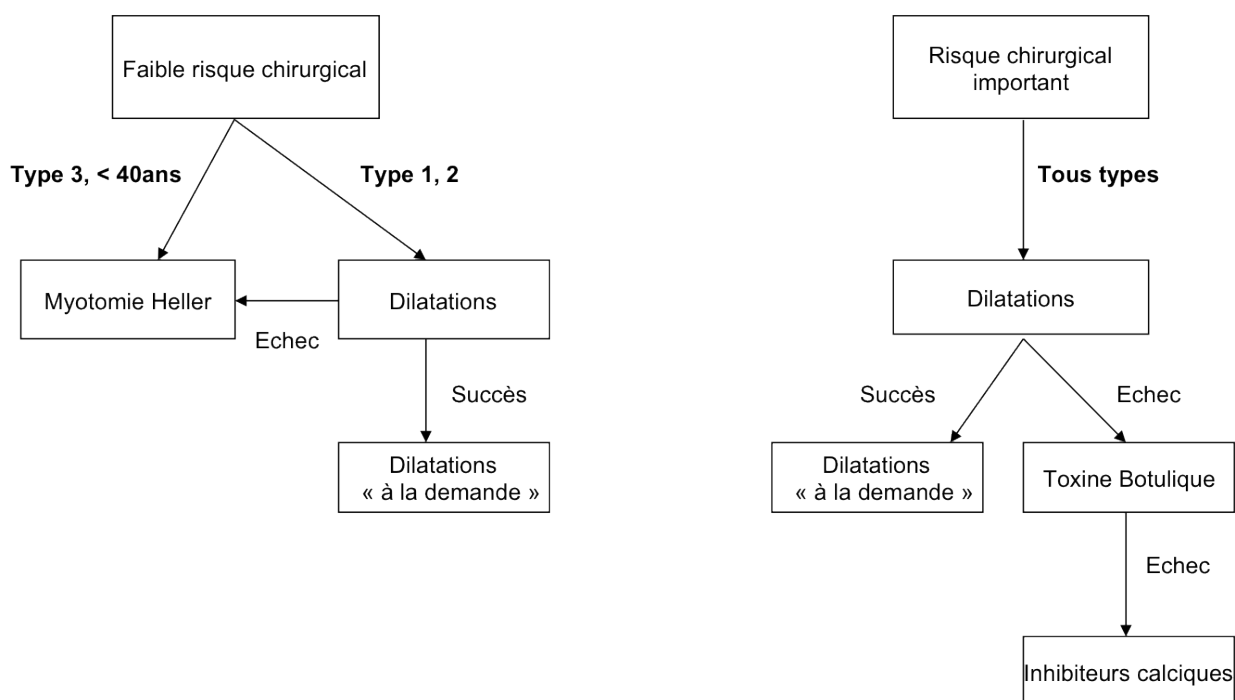 Faible risque chirurgical
Risque chirurgical
important
Type 3, < 40ans
Type 1, 2
Tous types
Myotomie Heller
Dilatations
Dilatations
Echec
Succès
Succès
Echec
Dilatations
« à la demande »
Dilatations
« à la demande »
Toxine Botulique
Echec
Inhibiteurs calciques